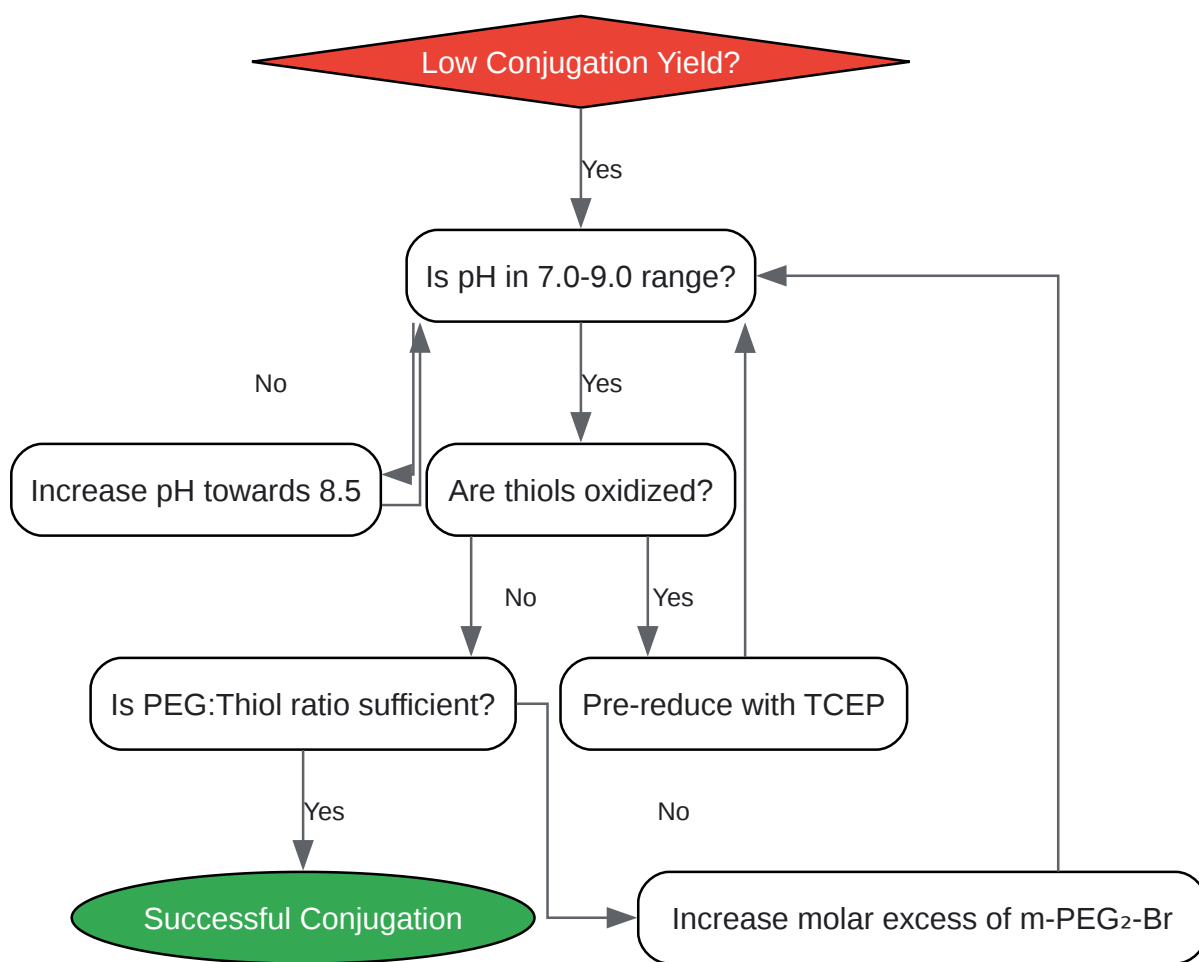 Low Conjugation Yield?
Yes
Is pH in 7.0-9.0 range?
No
Yes
Increase pH towards 8.5
Are thiols oxidized?
No
Yes
Is PEG:Thiol ratio sufficient?
Pre-reduce with TCEP
Yes
No
Successful Conjugation
Increase molar excess of m-PEG₂-Br